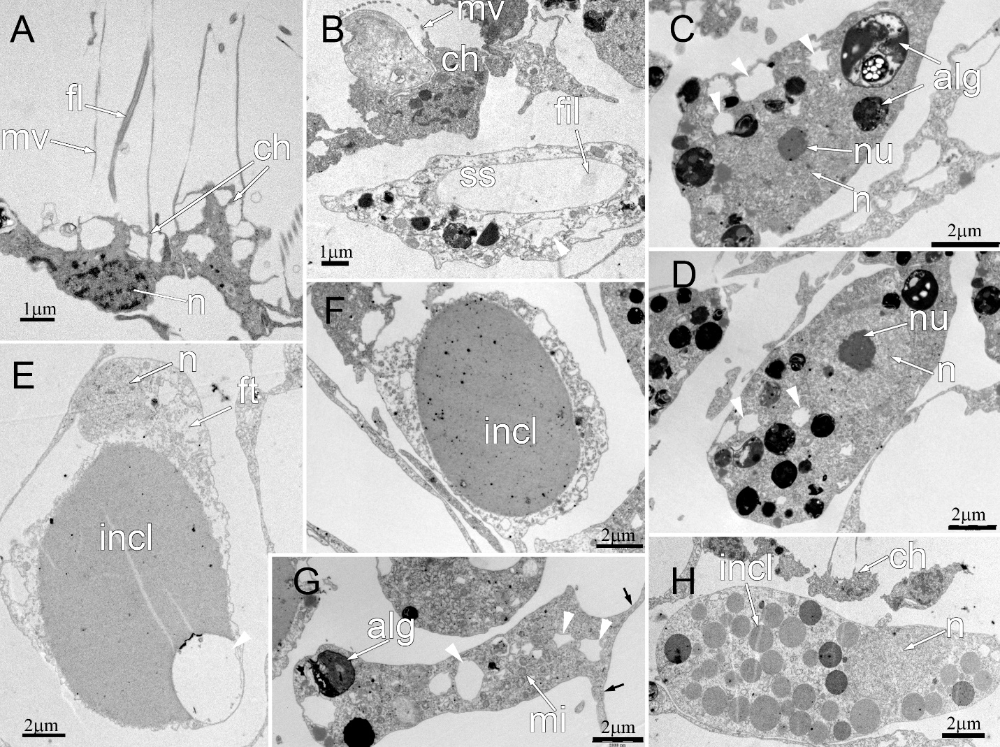 A
fl
mv
ch
n
1µm
B
mv
ch
fil
ss
1µm
C
alg
nu
n
2µm
D
nu
n
2µm
E
n
ft
incl
2µm
F
incl
2µm
G
alg
mi
2µm
H
incl
ch
n
2µm